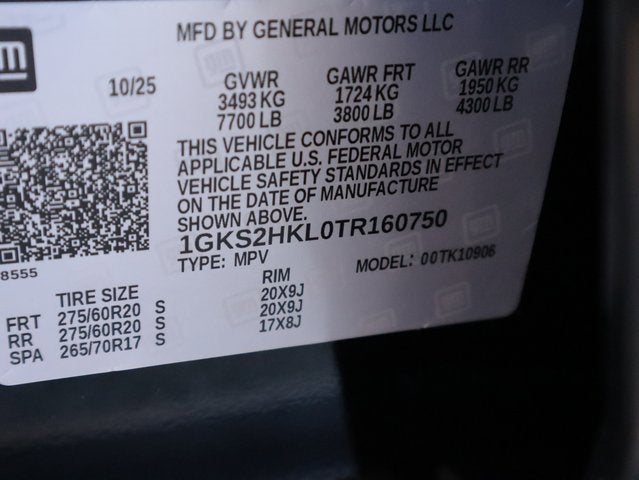 gm
MFD BY GENERAL MOTORS LLC
10/25 GVWR GAWR FRT GAWR RR
3493 KG 1724 KG 1950 KG
7700 LB 3800 LB 4300 LB
THIS VEHICLE CONFORMS TO ALL
APPLICABLE U.S. FEDERAL MOTOR
VEHICLE SAFETY STANDARDS IN EFFECT
ON THE DATE OF MANUFACTURE
SHOWN ABOVE.
1GKS2HKL0TR160750
8555
TYPE: MPV MODEL: 00TK10906
TIRE SIZE RIM
FRT 275/60R20 S 20X9J
RR 275/60R20 S 20X9J
SPA 265/70R17 S 17X8J